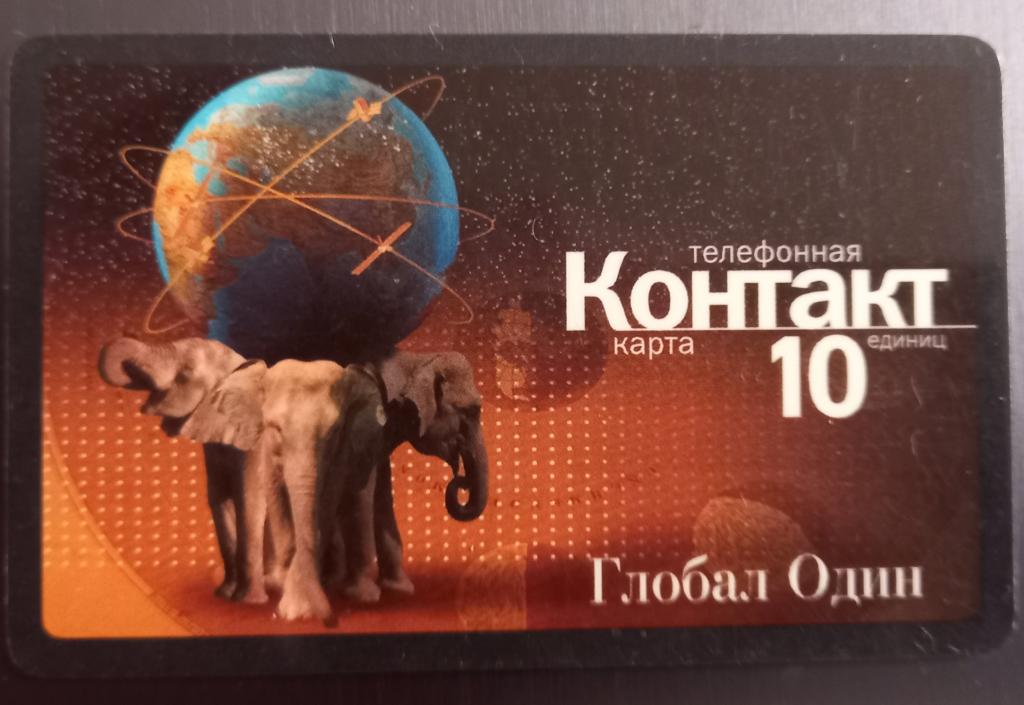 телефонная
Контакт
карта
10 единиц
Глобал Один